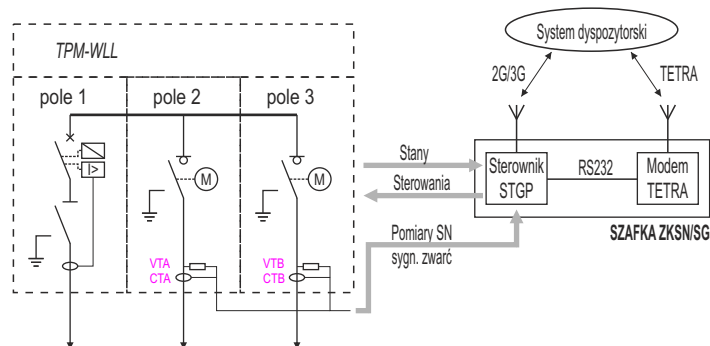 TPM-WLL
pole 1
pole 2
pole 3
I>
M
M
VTA
CTA
VTB
CTB
System dyspozytorski
2G/3G
TETRA
Stany
Sterowania
Pomiary SN
sygn. zwarć
Sterownik
STGP
RS232
Modem
TETRA
SZAFKA ZKSN/SG